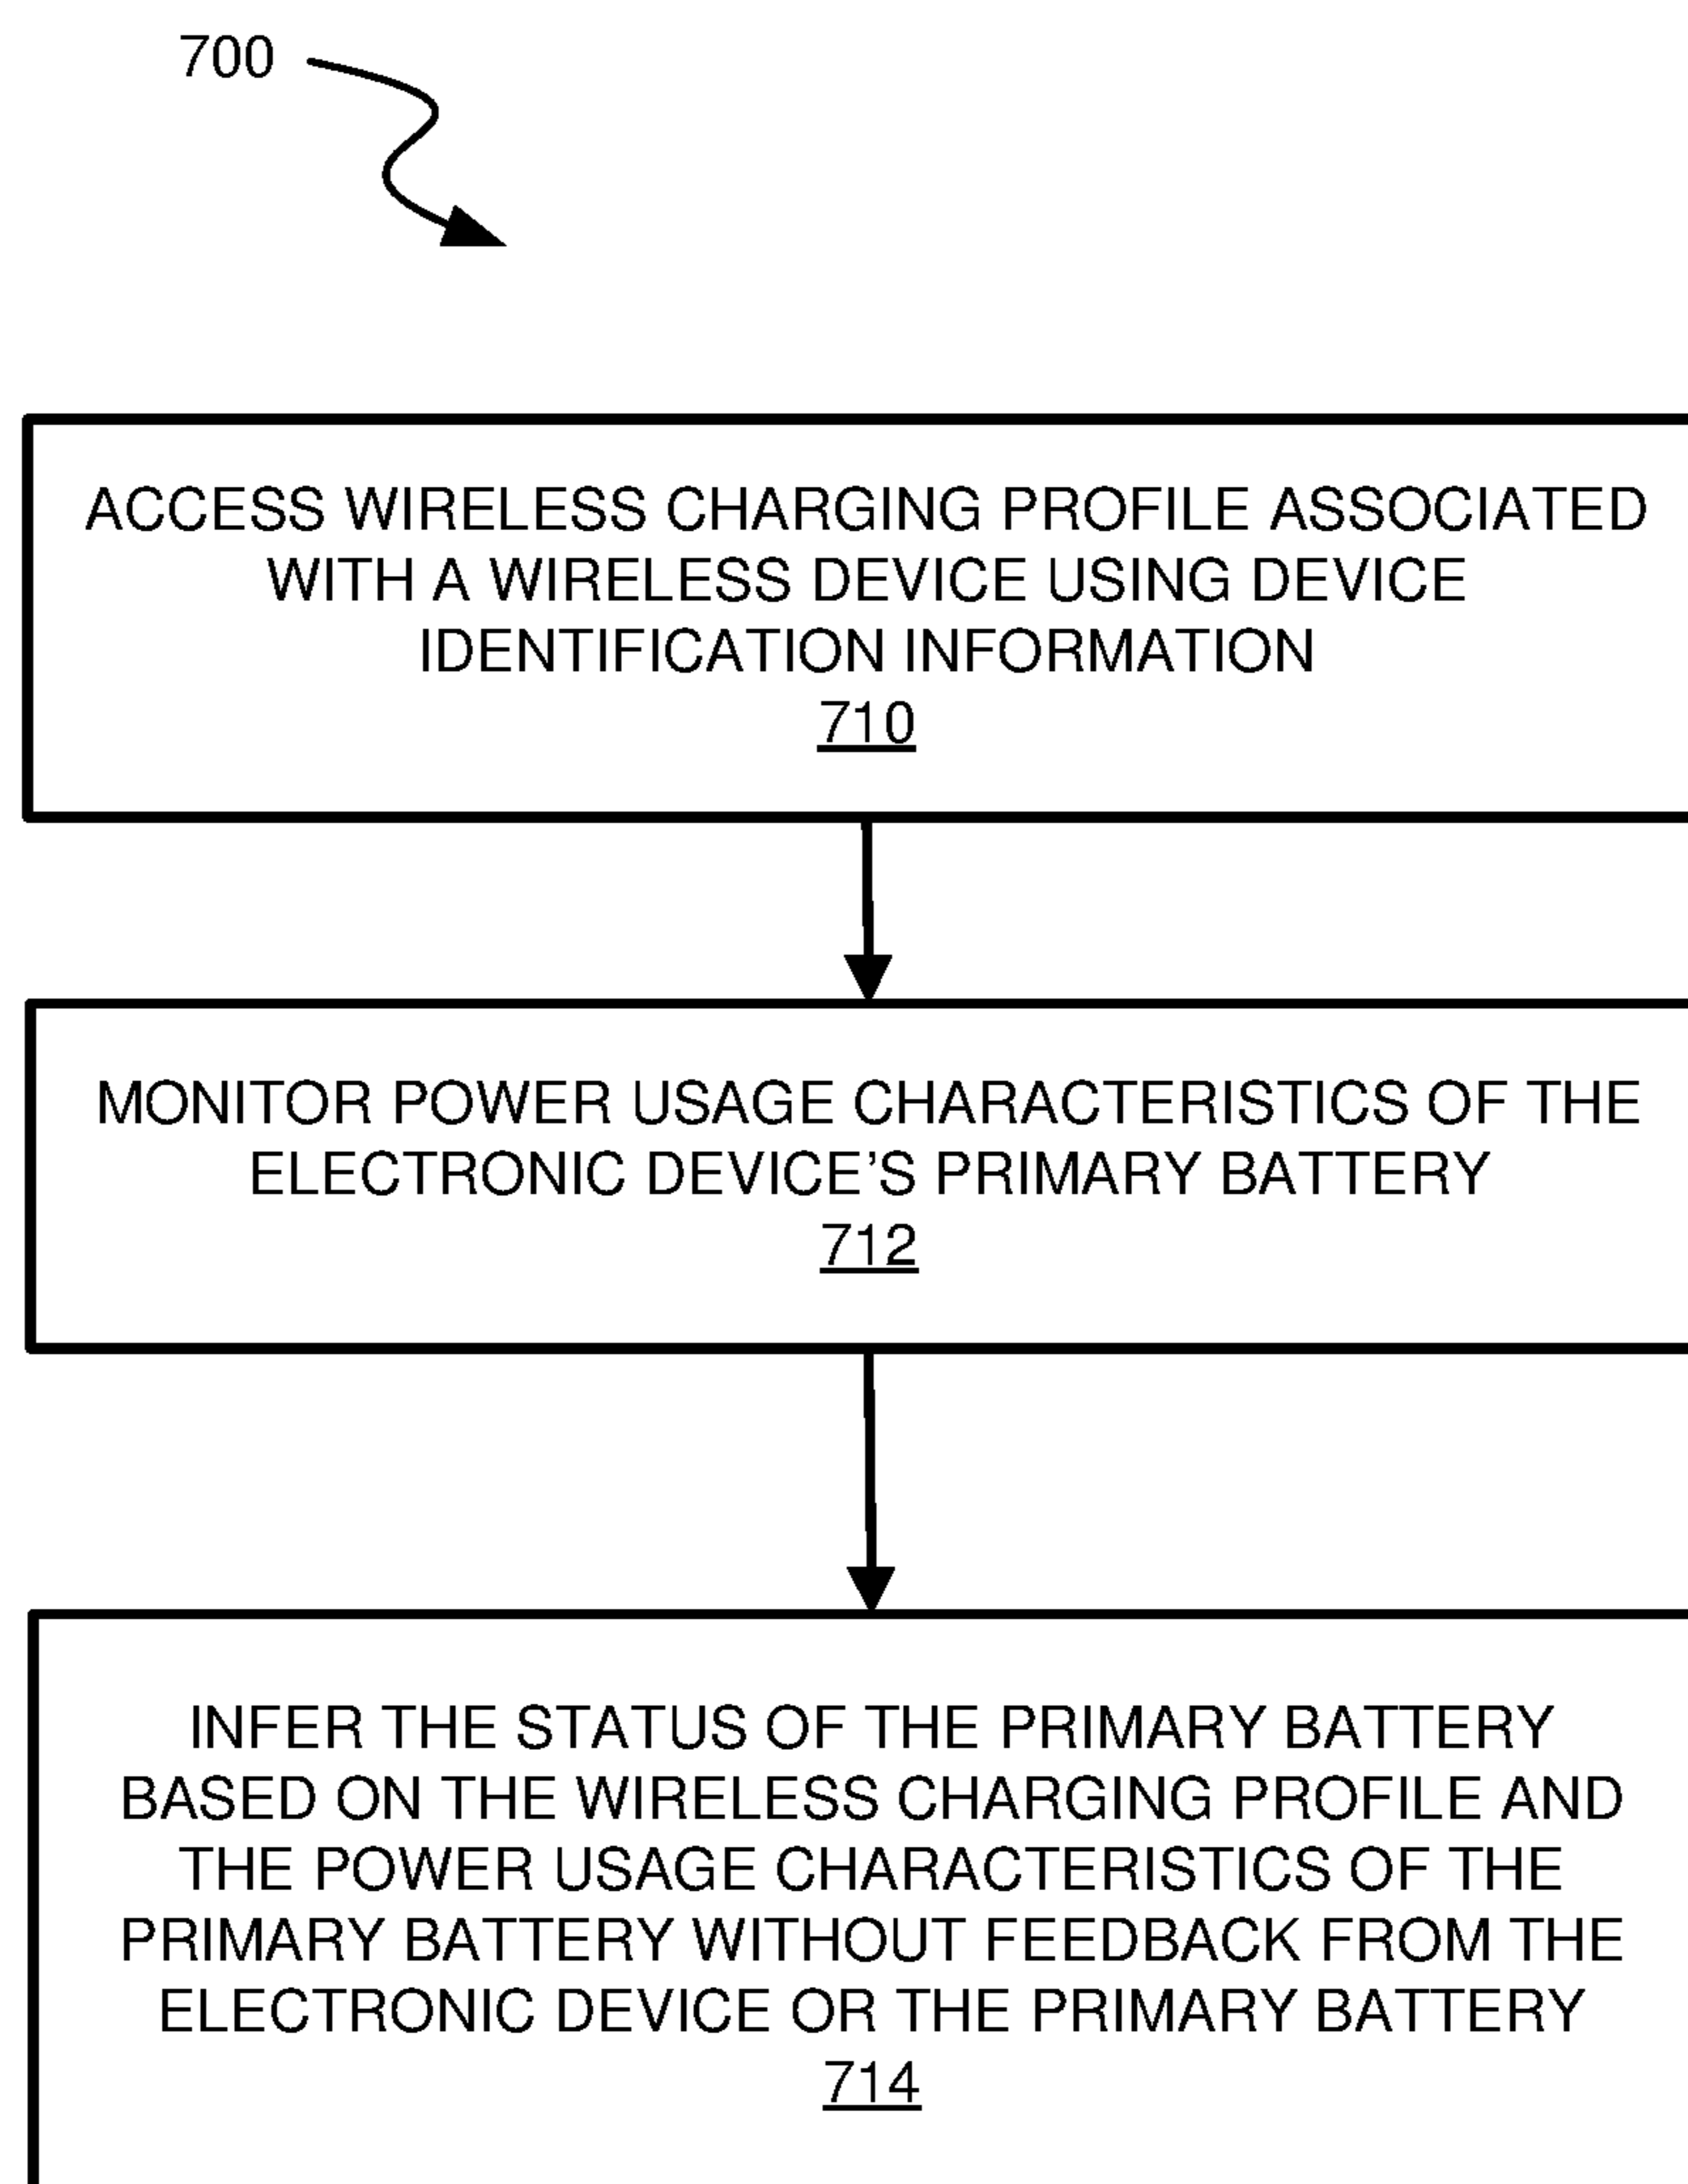 700
ACCESS WIRELESS CHARGING PROFILE ASSOCIATED
WITH A WIRELESS DEVICE USING DEVICE
IDENTIFICATION INFORMATION
710
MONITOR POWER USAGE CHARACTERISTICS OF THE
ELECTRONIC DEVICE’S PRIMARY BATTERY
712
INFER THE STATUS OF THE PRIMARY BATTERY
BASED ON THE WIRELESS CHARGING PROFILE AND
THE POWER USAGE CHARACTERISTICS OF THE
PRIMARY BATTERY WITHOUT FEEDBACK FROM THE
ELECTRONIC DEVICE OR THE PRIMARY BATTERY
714